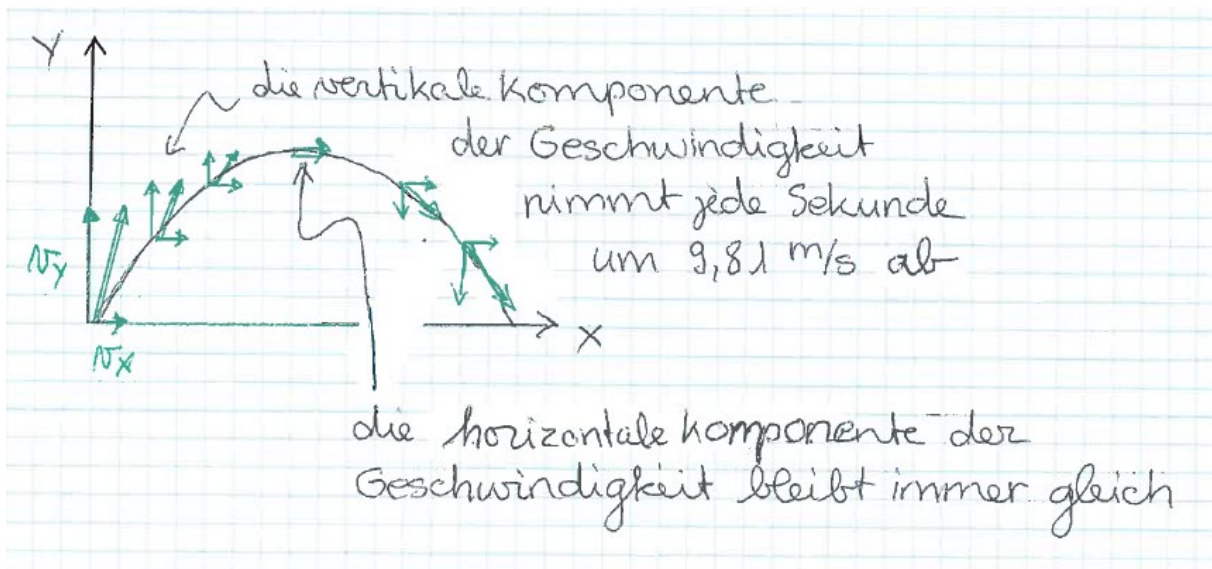 Y
die vertikale Komponente
der Geschwindigkeit
nimmt jede Sekunde
um 9,81 m/s ab
vy
X
vx
die horizontale Komponente der
Geschwindigkeit bleibt immer gleich